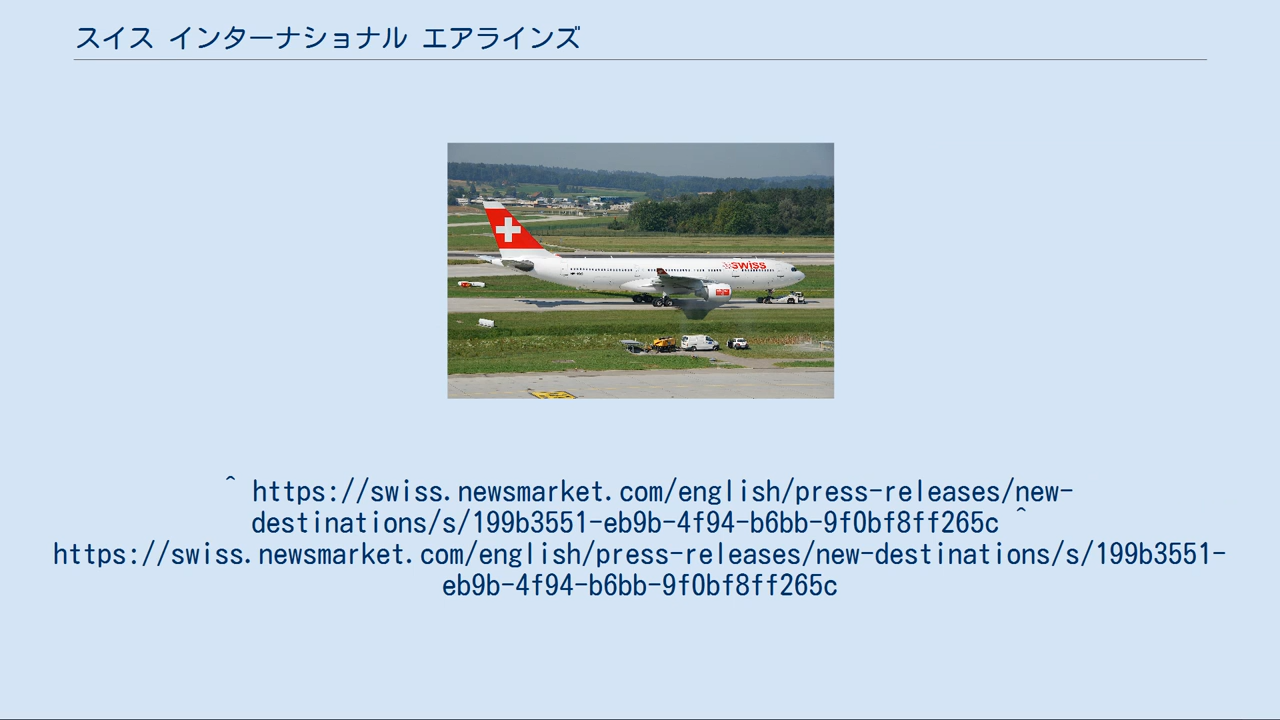 スイス インターナショナル エアラインズ
swiss
^ https://swiss.newsmarket.com/english/press-releases/new-
destinations/s/199b3551-eb9b-4f94-b6bb-9f0bf8ff265c ^
https://swiss.newsmarket.com/english/press-releases/new-destinations/s/199b3551-
eb9b-4f94-b6bb-9f0bf8ff265c